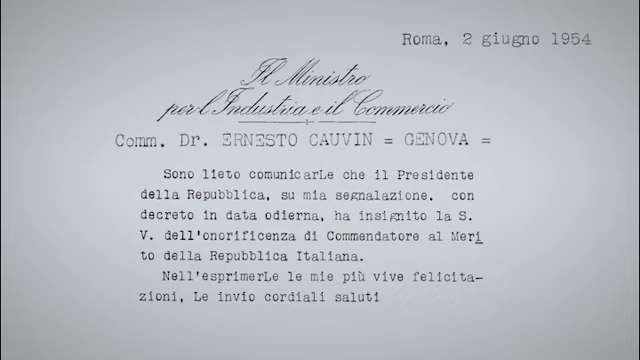 Roma, 2 giugno 1954
Il Ministro
per l'Industria e il Commercio
Comm. Dr. ERNESTO CAUVIN = GENOVA =
Sono lieto comunicarLe che il Presidente
della Repubblica, su mia segnalazione, con
decreto in data odierna, ha insignito la S.
V. dell'onorificenza di Commendatore al Meri
to della Repubblica Italiana.
Nell'esprimerLe le mie più vive felicita-
zioni, Le invio cordiali saluti